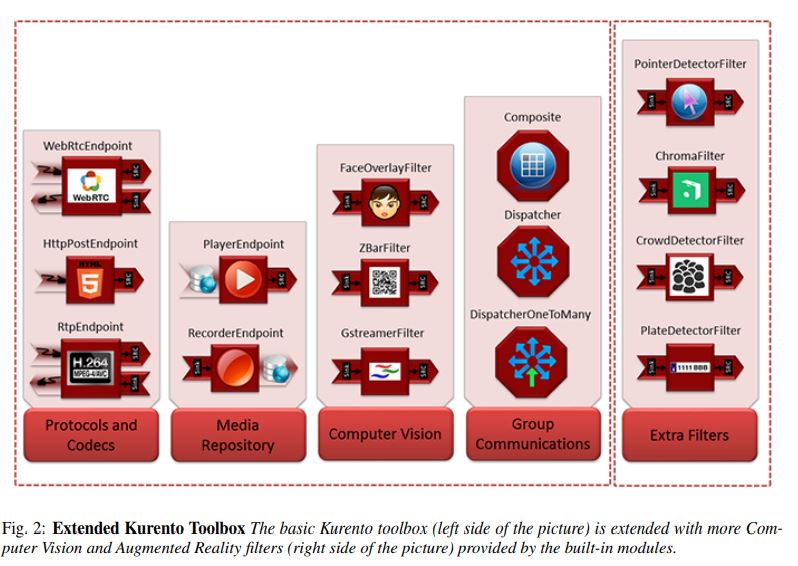 WebRtcEndpoint
SRC
WebRTC
Sink
HttpPostEndpoint
HTML
5
SRC
RtpEndpoint
H.264
MPEG-4/AVC
SRC
Sink
Protocols and
Codecs
PlayerEndpoint
SRC
RecorderEndpoint
Sink
Media
Repository
FaceOverlayFilter
Sink
SRC
ZBarFilter
Sink
SRC
GstreamerFilter
Sink
SRC
Computer Vision
Composite
Dispatcher
DispatcherOneToMany
Group
Communications
PointerDetectorFilter
Sink
SRC
ChromaFilter
Sink
SRC
CrowdDetectorFilter
Sink
SRC
PlateDetectorFilter
Sink
1111 BBB
SRC
Extra Filters
Fig. 2: Extended Kurento Toolbox The basic Kurento toolbox (left side of the picture) is extended with more Com-
puter Vision and Augmented Reality filters (right side of the picture) provided by the built-in modules.